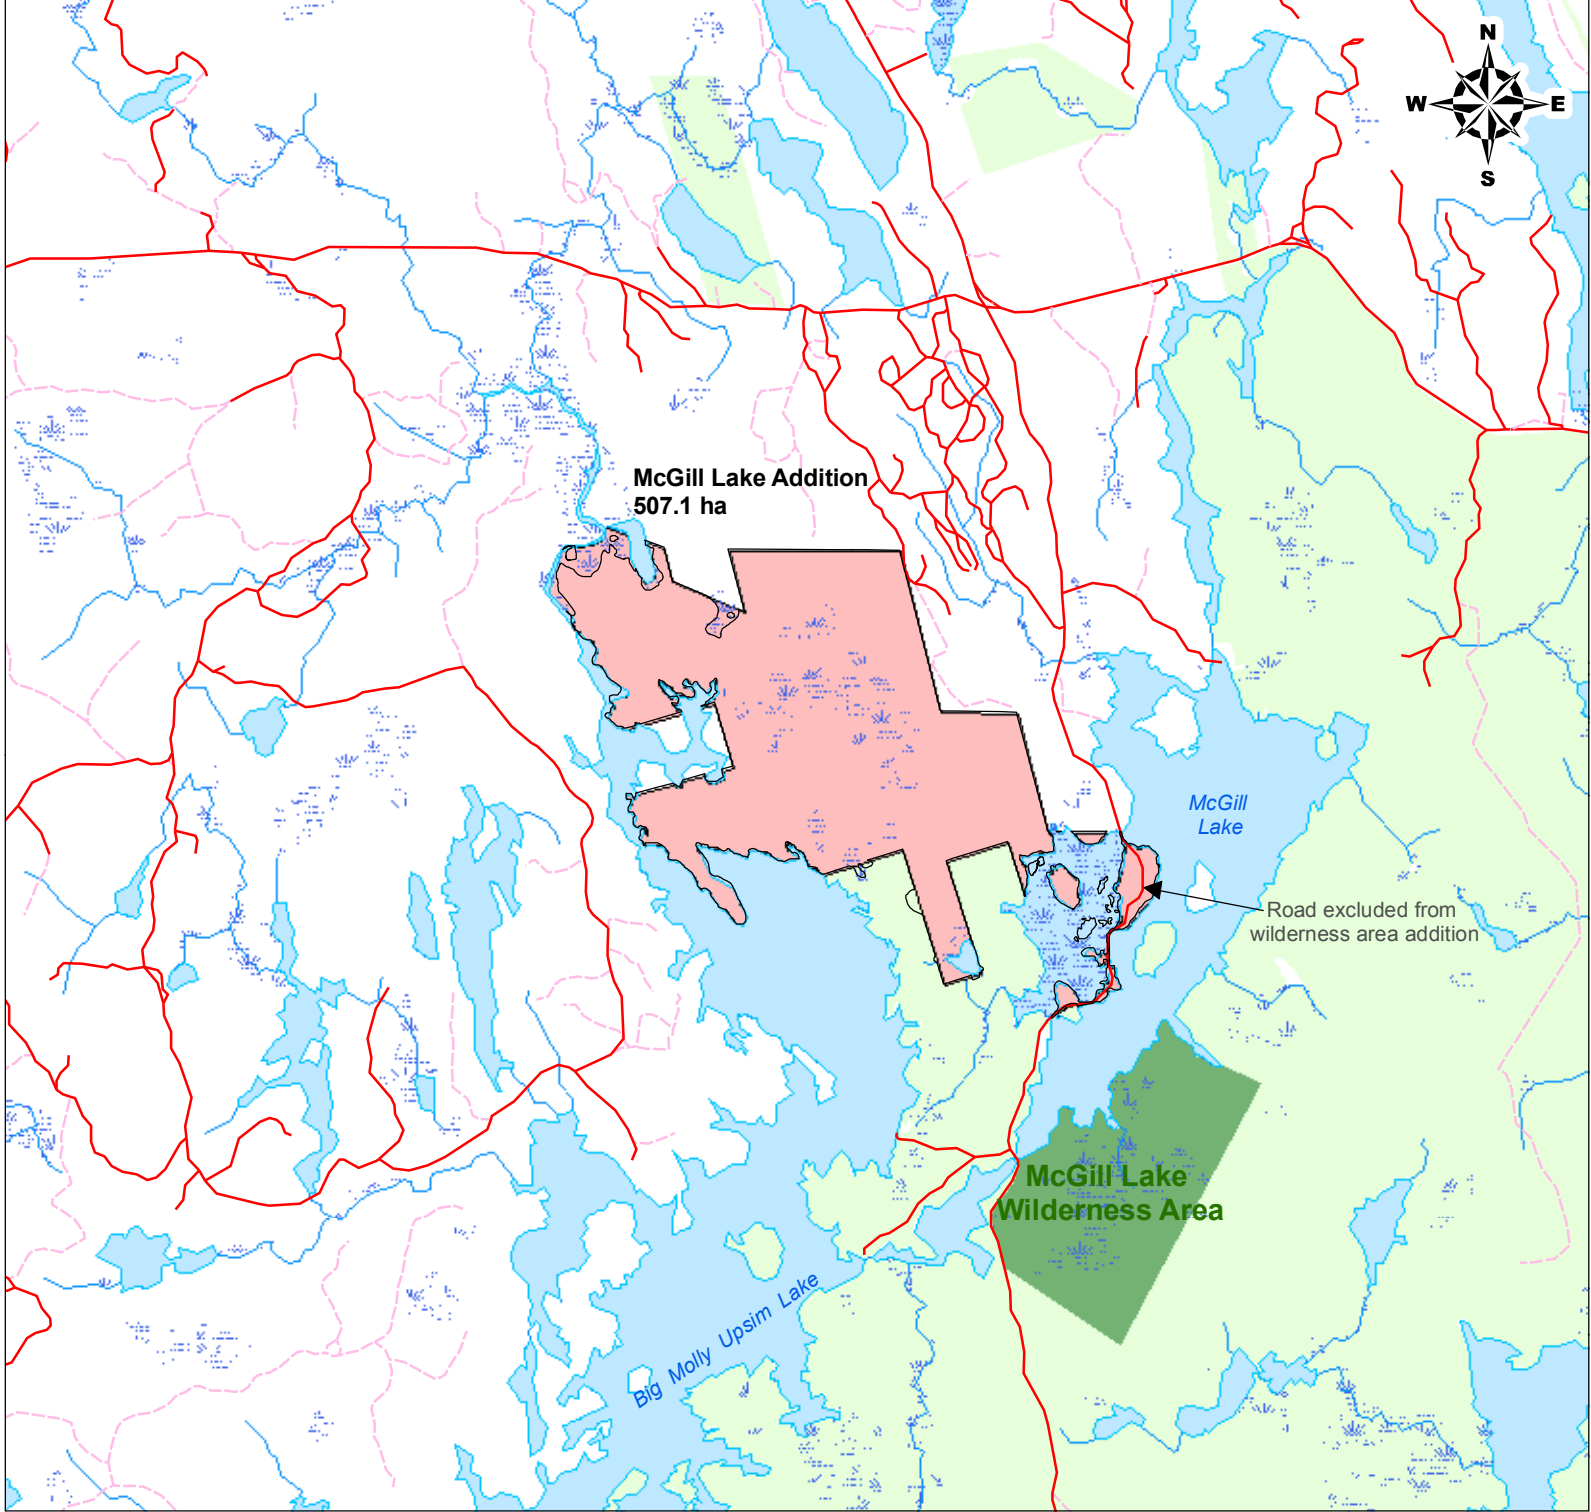 N
W E
S
McGill Lake Addition
507.1 ha
McGill
Lake
Road excluded from
wilderness area addition
McGill Lake
Wilderness Area
Big Molly Upsim Lake